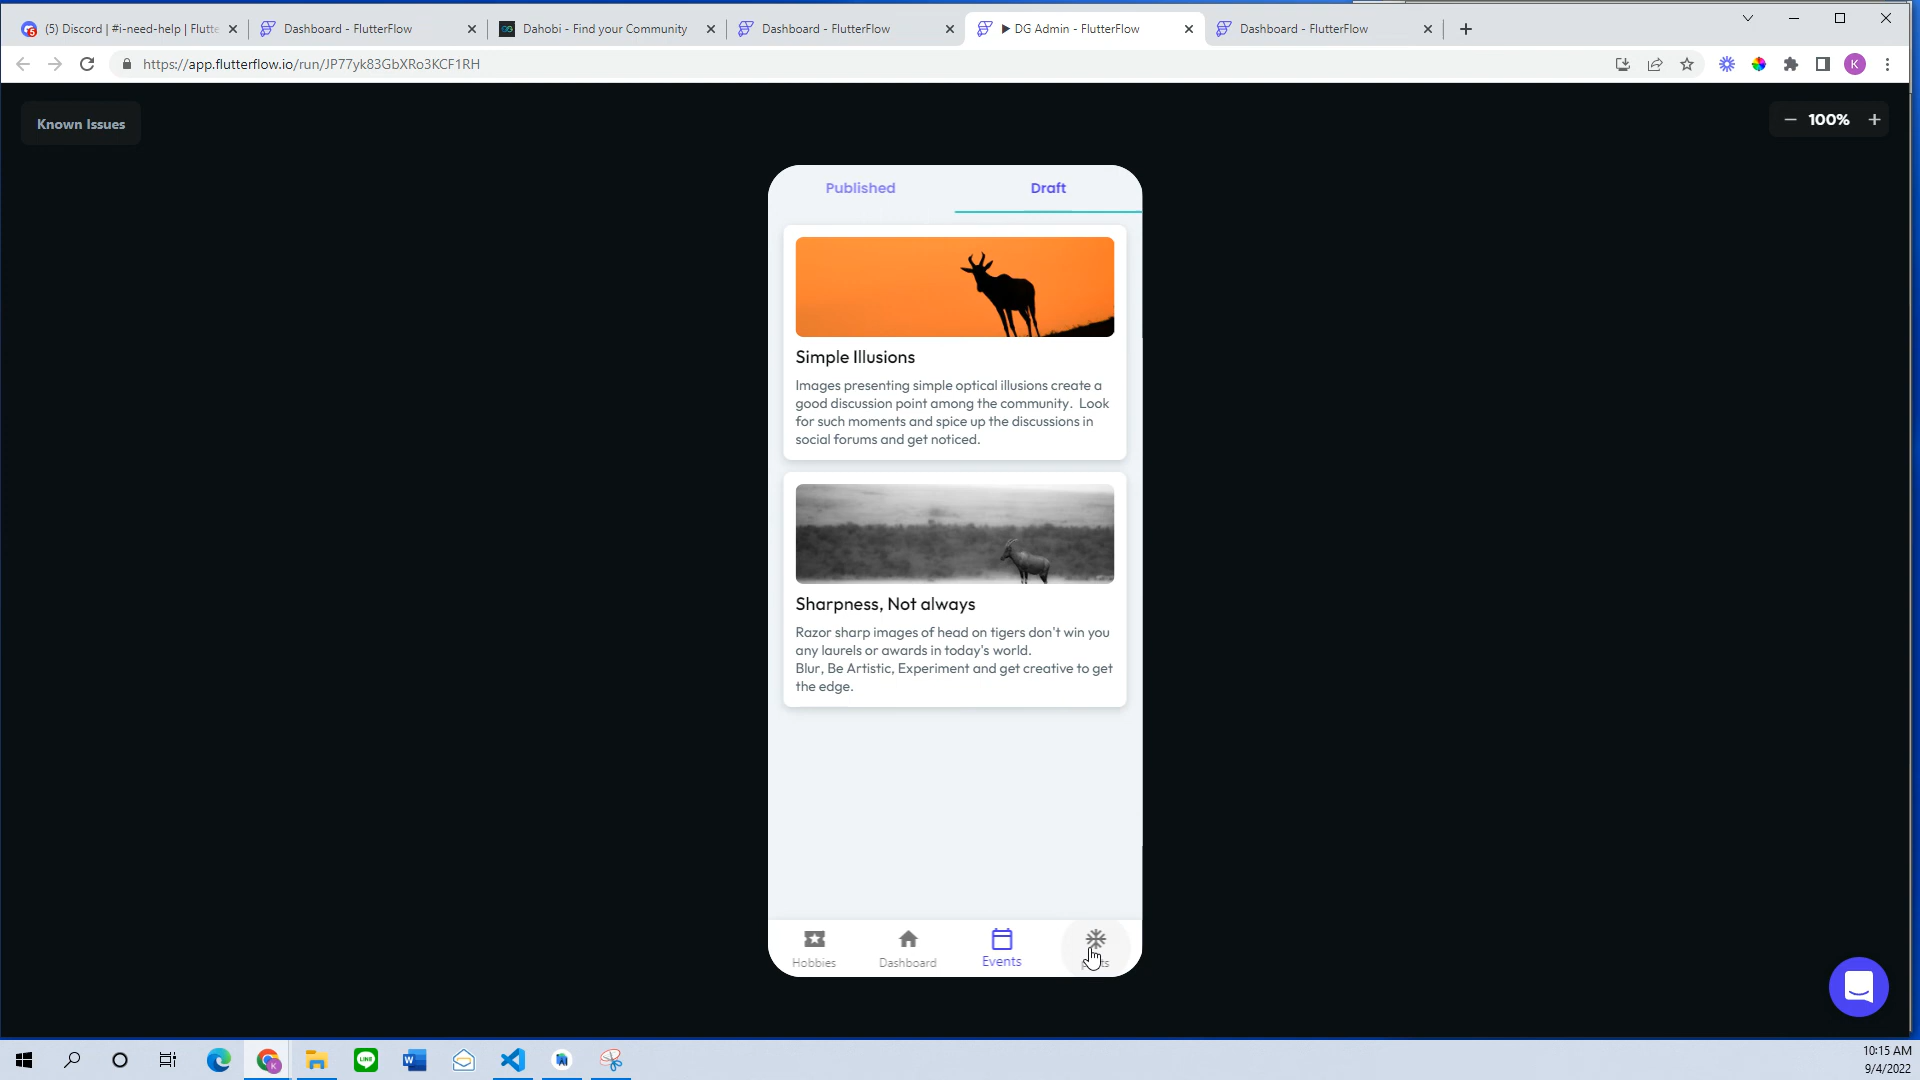 (5) Discord | #i-need-help | Flutte
Dashboard - FlutterFlow
Dahobi - Find your Community
Dashboard - FlutterFlow
▶ DG Admin - FlutterFlow
Dashboard - FlutterFlow
https://app.flutterflow.io/run/JP77yk83GbXRo3KCF1RH
K
Known Issues
100%
Published
Draft
Simple Illusions
Images presenting simple optical illusions create a
good discussion point among the community. Look
for such moments and spice up the discussions in
social forums and get noticed.
Sharpness, Not always
Razor sharp images of head on tigers don't win you
any laurels or awards in today's world.
Blur, Be Artistic, Experiment and get creative to get
the edge.
Hobbies
Dashboard
Events
10:15 AM
9/4/2022